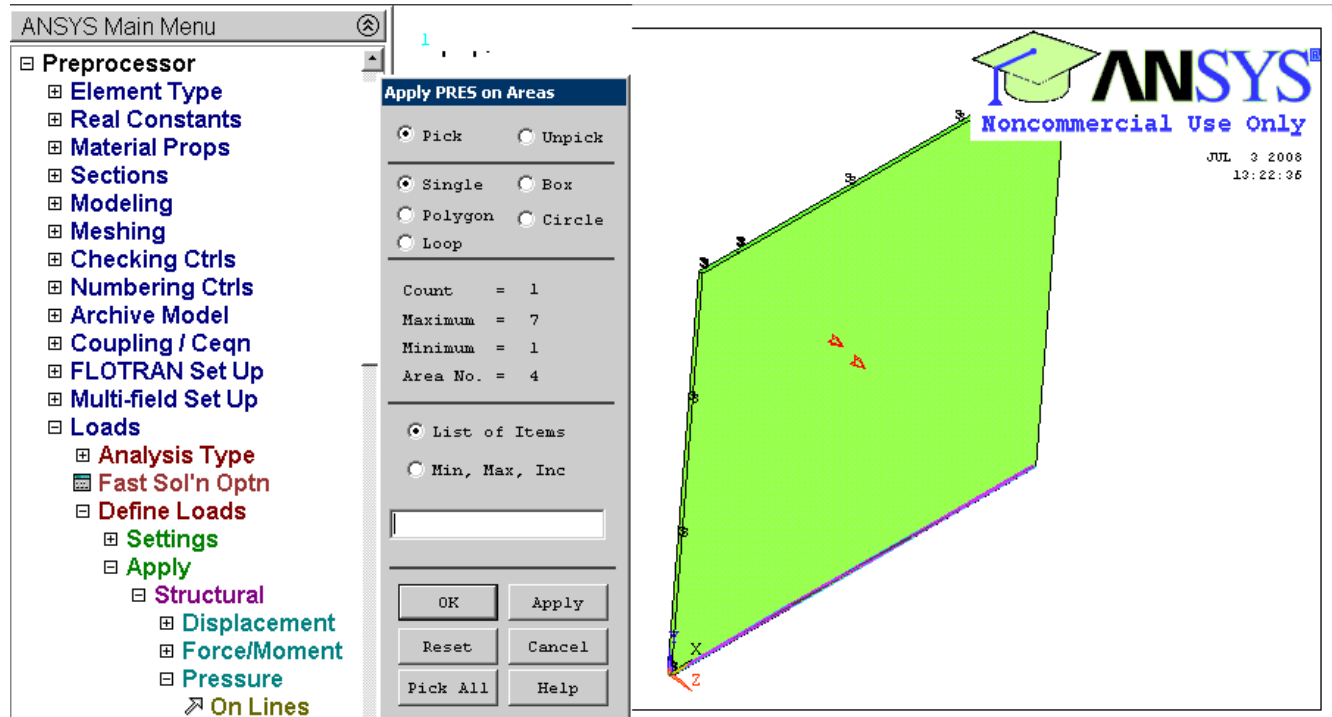 ANSYS Main Menu
Preprocessor
Element Type
Real Constants
Material Props
Sections
Modeling
Meshing
Checking Ctrls
Numbering Ctrls
Archive Model
Coupling / Ceqn
FLOTRAN Set Up
Multi-field Set Up
Loads
Analysis Type
Fast Sol'n Optn
Define Loads
Settings
Apply
Structural
Displacement
Force/Moment
Pressure
On Lines
1
Apply PRES on Areas
Pick Unpick
Single Box
Polygon Circle
Loop
Count = 1
Maximum = 7
Minimum = 1
Area No. = 4
List of Items
Min, Max, Inc
OK Apply
Reset Cancel
Pick All Help
ANSYS®
Noncommercial Use Only
JUL 3 2008
13:22:36
Y
X
Z